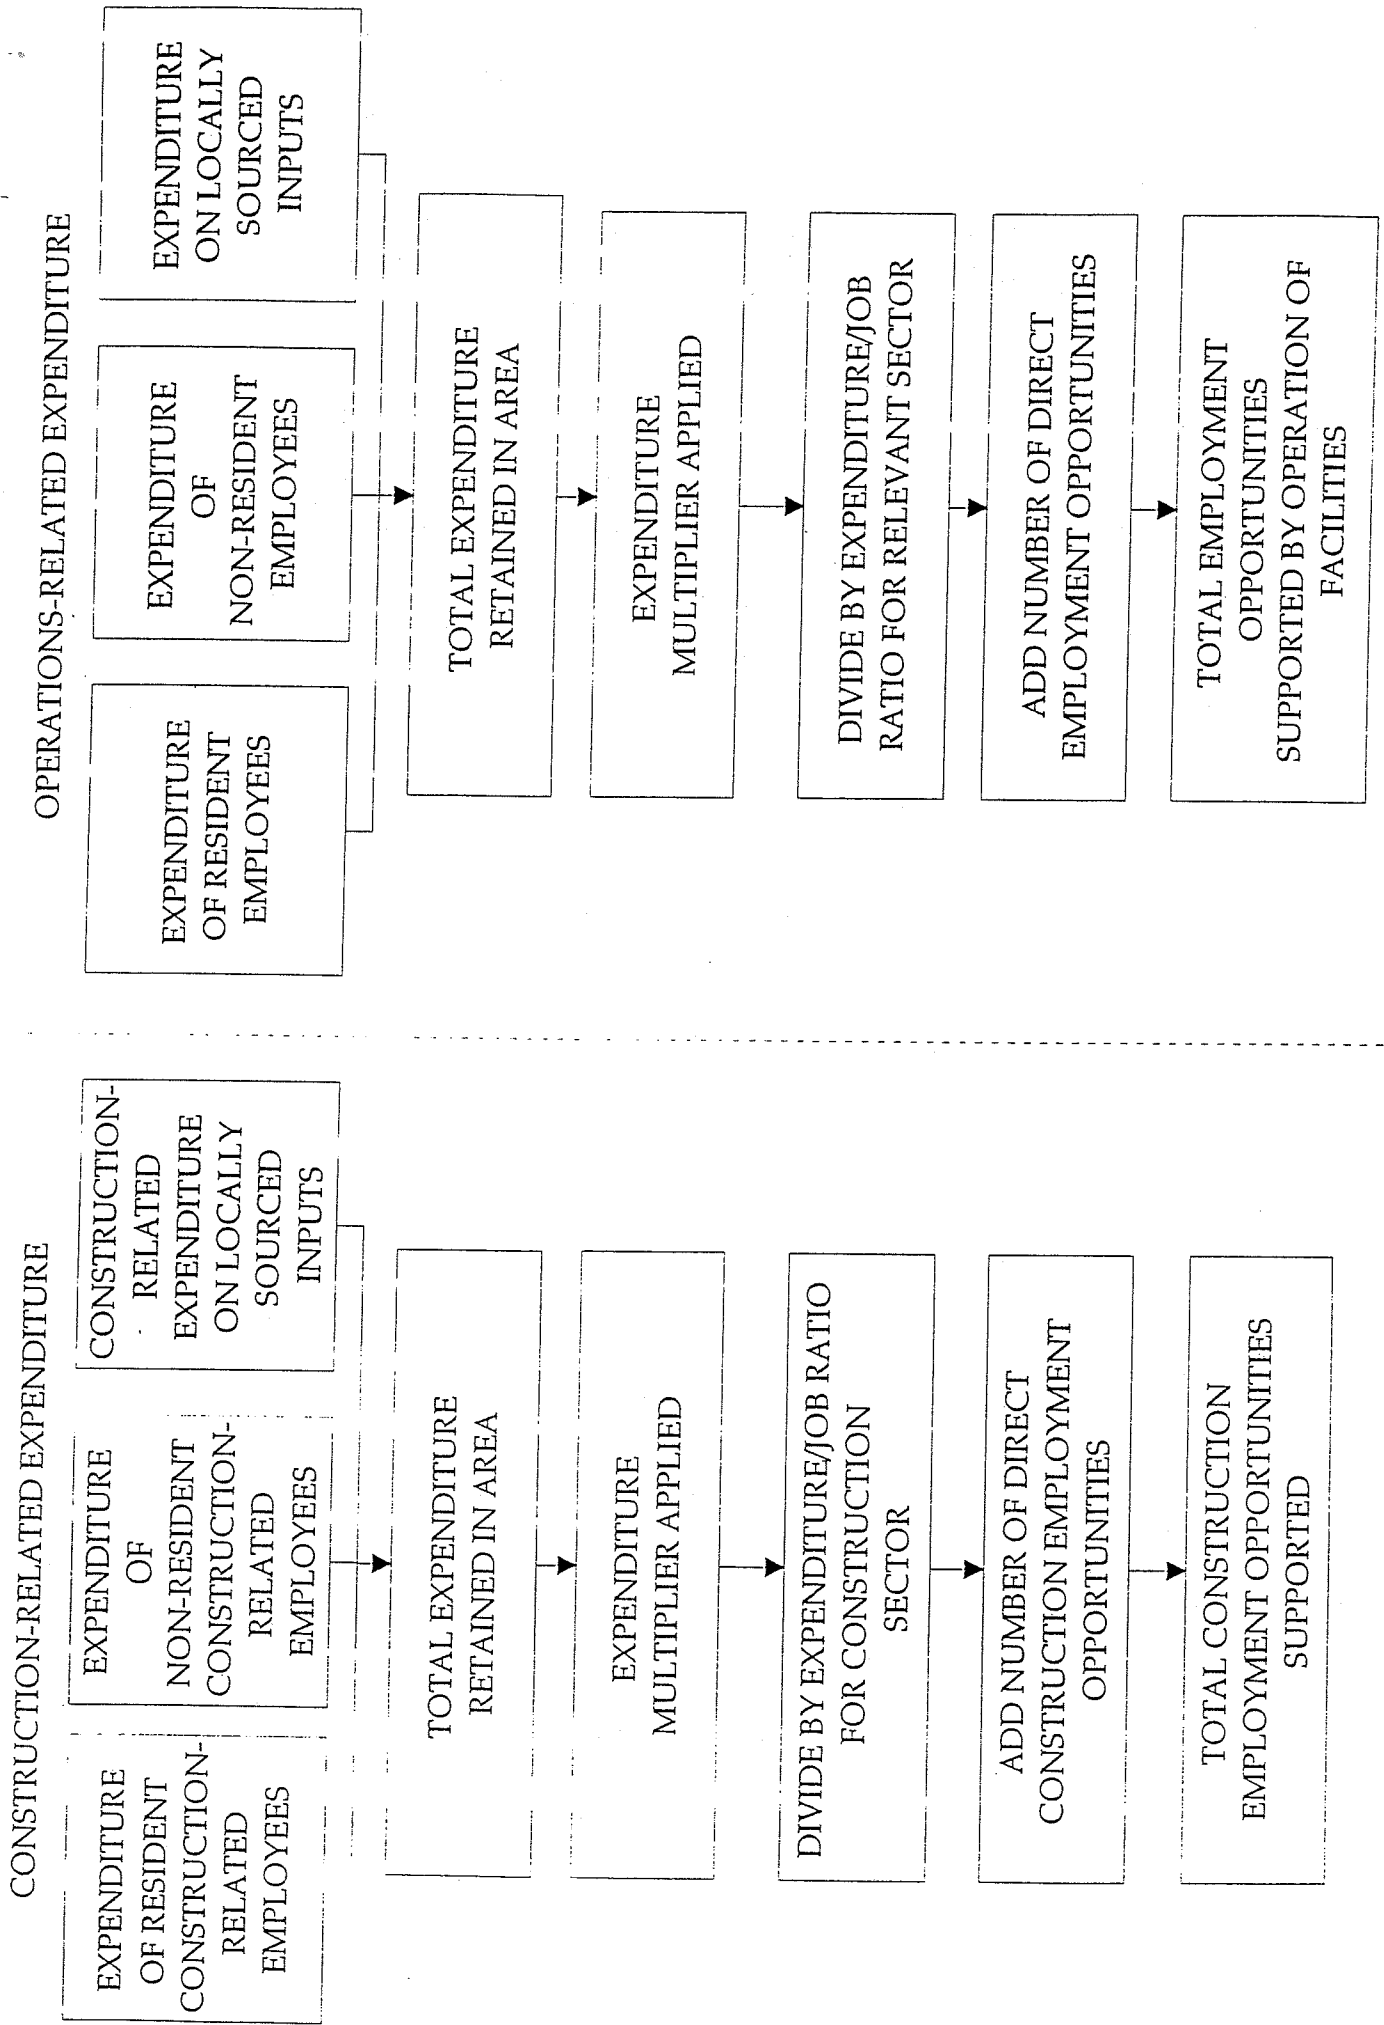 CONSTRUCTION-RELATED EXPENDITURE
EXPENDITURE
OF RESIDENT
CONSTRUCTION-
RELATED
EMPLOYEES
EXPENDITURE
OF
NON-RESIDENT
CONSTRUCTION-
RELATED
EMPLOYEES
CONSTRUCTION-
RELATED
EXPENDITURE
ON LOCALLY
SOURCED
INPUTS
TOTAL EXPENDITURE
RETAINED IN AREA
EXPENDITURE
MULTIPLIER APPLIED
DIVIDE BY EXPENDITURE/JOB RATIO
FOR CONSTRUCTION
SECTOR
ADD NUMBER OF DIRECT
CONSTRUCTION EMPLOYMENT
OPPORTUNITIES
TOTAL CONSTRUCTION
EMPLOYMENT OPPORTUNITIES
SUPPORTED
OPERATIONS-RELATED EXPENDITURE
EXPENDITURE
OF RESIDENT
EMPLOYEES
EXPENDITURE
OF
NON-RESIDENT
EMPLOYEES
EXPENDITURE
ON LOCALLY
SOURCED
INPUTS
TOTAL EXPENDITURE
RETAINED IN AREA
EXPENDITURE
MULTIPLIER APPLIED
DIVIDE BY EXPENDITURE/JOB
RATIO FOR RELEVANT SECTOR
ADD NUMBER OF DIRECT
EMPLOYMENT OPPORTUNITIES
TOTAL EMPLOYMENT
OPPORTUNITIES
SUPPORTED BY OPERATION OF
FACILITIES